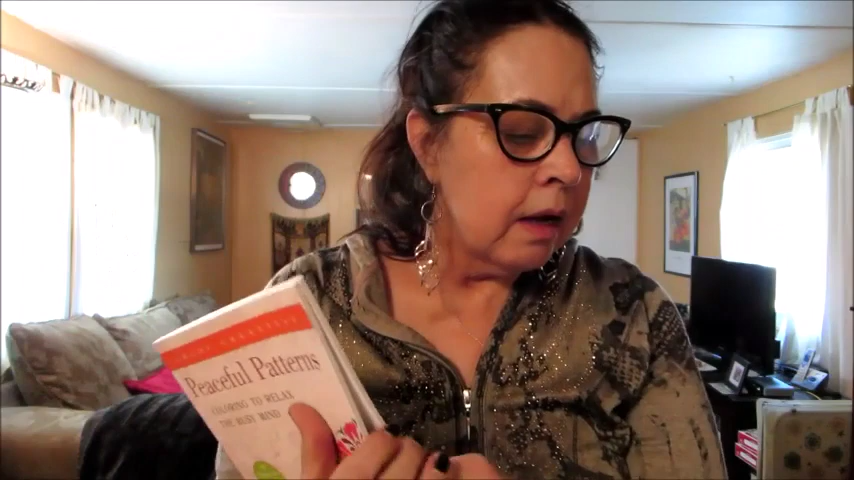 Peaceful Patterns
COLORING TO RELAX
THE BUSY MIND